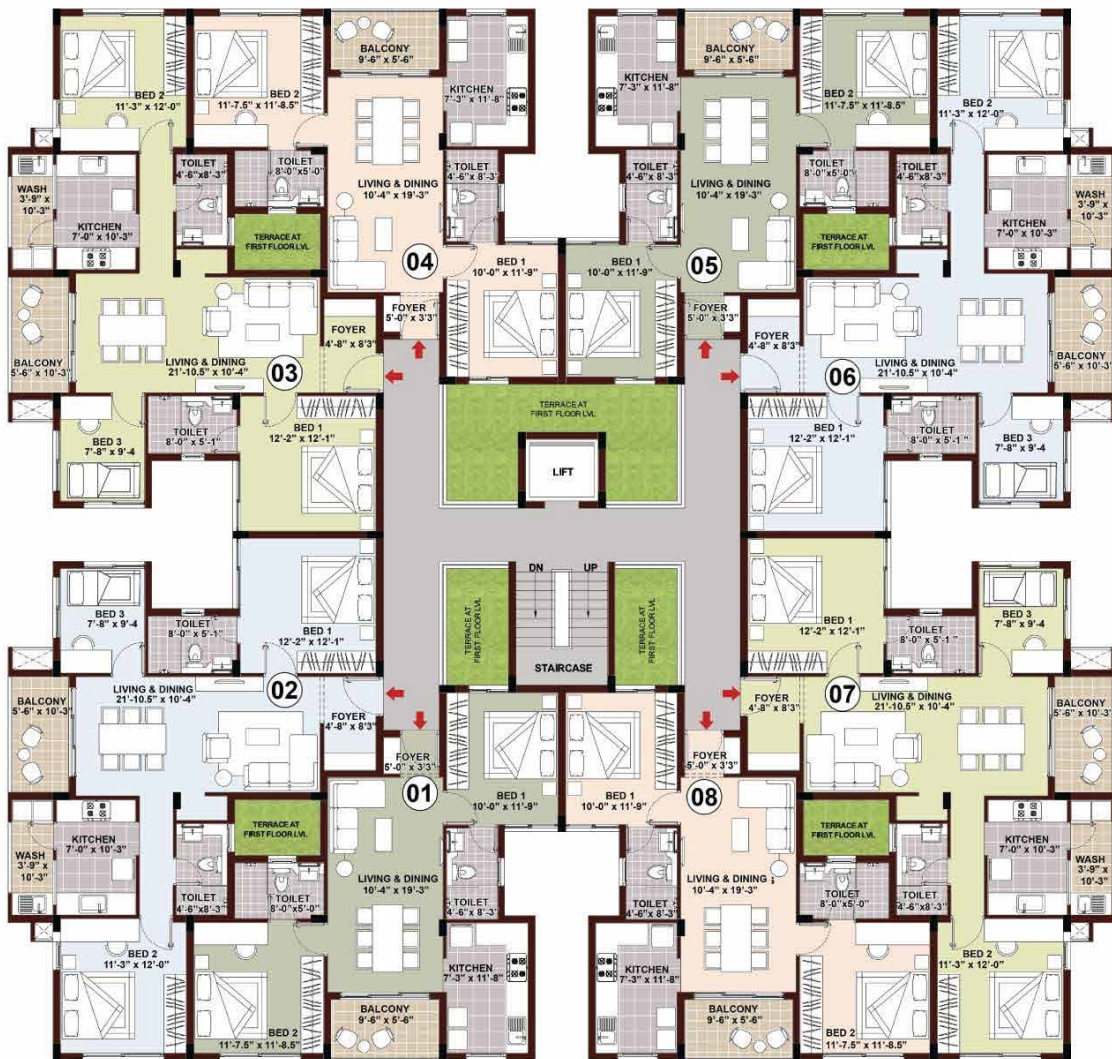 BED 2
11'-3" x 12'-0"
BED 2
11'-7.5" x 11'-8.5"
BALCONY
9'-6" x 5'-6"
KITCHEN
7'-3" x 11'-8"
TOILET
4'-6"x8'-3"
TOILET
8'-0"x5'-0"
LIVING & DINING
10'-4" x 19'-3"
TOILET
4'-6" x 8'-3"
WASH
3'-9" x
10'-3"
KITCHEN
7'-0" x 10'-3"
TERRACE AT
FIRST FLOOR LVL
04
BED 1
10'-0" x 11'-9"
FOYER
5'-0" x 3'3"
FOYER
4'-8" x 8'3"
BALCONY
5'-6" x 10'-3"
LIVING & DINING
21'-10.5" x 10'-4"
03
BED 3
7'-8" x 9'-4
TOILET
8'-0" x 5'-1"
BED 1
12'-2" x 12'-1"
BALCONY
9'-6" x 5'-6"
KITCHEN
7'-3" x 11'-8"
BED 2
11'-7.5" x 11'-8.5"
BED 2
11'-3" x 12'-0"
TOILET
4'-6" x 8'-3"
LIVING & DINING
10'-4" x 19'-3"
TOILET
8'-0"x5'-0"
TOILET
4'-6"x8'-3"
KITCHEN
7'-0" x 10'-3"
WASH
3'-9" x
10'-3"
BED 1
10'-0" x 11'-9"
05
TERRACE AT
FIRST FLOOR LVL
FOYER
5'-0" x 3'3"
FOYER
4'-8" x 8'3"
LIVING & DINING
21'-10.5" x 10'-4"
BALCONY
5'-6" x 10'-3"
06
BED 1
12'-2" x 12'-1"
TOILET
8'-0" x 5'-1"
BED 3
7'-8" x 9'-4
TERRACE AT
FIRST FLOOR LVL
LIFT
DN
UP
TERRACE AT
FIRST FLOOR LVL
TERRACE AT
FIRST FLOOR LVL
STAIRCASE
BED 3
7'-8" x 9'-4
TOILET
8'-0" x 5'-1"
BED 1
12'-2" x 12'-1"
BALCONY
5'-6" x 10'-3"
LIVING & DINING
21'-10.5" x 10'-4"
02
FOYER
4'-8" x 8'3"
FOYER
5'-0" x 3'3"
01
BED 1
10'-0" x 11'-9"
TERRACE AT
FIRST FLOOR LVL
WASH
3'-9" x
10'-3"
KITCHEN
7'-0" x 10'-3"
TOILET
4'-6"x8'-3"
TOILET
8'-0"x5'-0"
LIVING & DINING
10'-4" x 19'-3"
TOILET
4'-6" x 8'-3"
BED 2
11'-3" x 12'-0"
BED 2
11'-7.5" x 11'-8.5"
BALCONY
9'-6" x 5'-6"
KITCHEN
7'-3" x 11'-8"
BED 1
12'-2" x 12'-1"
TOILET
8'-0" x 5'-1"
BED 3
7'-8" x 9'-4
FOYER
4'-8" x 8'3"
07
LIVING & DINING
21'-10.5" x 10'-4"
BALCONY
5'-6" x 10'-3"
FOYER
5'-0" x 3'3"
BED 1
10'-0" x 11'-9"
08
TERRACE AT
FIRST FLOOR LVL
KITCHEN
7'-0" x 10'-3"
WASH
3'-9" x
10'-3"
TOILET
4'-6" x 8'-3"
LIVING & DINING
10'-4" x 19'-3"
TOILET
8'-0"x5'-0"
TOILET
4'-6"x8'-3"
KITCHEN
7'-3" x 11'-8"
BALCONY
9'-6" x 5'-6"
BED 2
11'-7.5" x 11'-8.5"
BED 2
11'-3" x 12'-0"